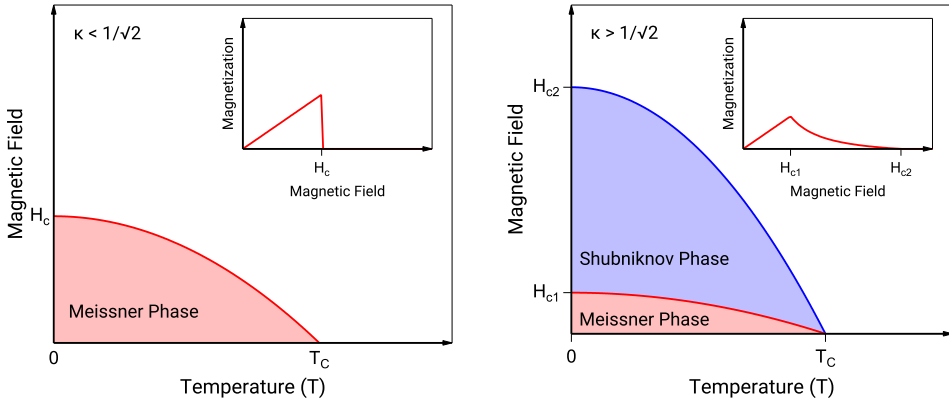 κ < 1/√2
Magnetization
H_c
Magnetic Field
Magnetic Field
H_c
Meissner Phase
0
T_C
Temperature (T)
κ > 1/√2
Magnetization
H_c1
H_c2
Magnetic Field
Magnetic Field
H_c2
Shubniknov Phase
H_c1
Meissner Phase
0
T_C
Temperature (T)